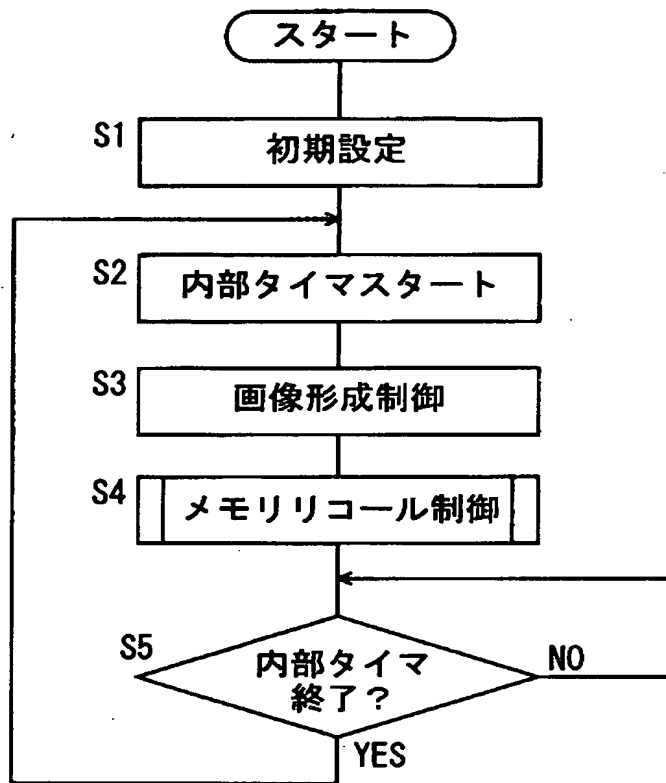 スタート
S1
初期設定
S2
内部タイマスタート
S3
画像形成制御
S4
メモリリコール制御
S5
内部タイマ
終了?
NO
YES